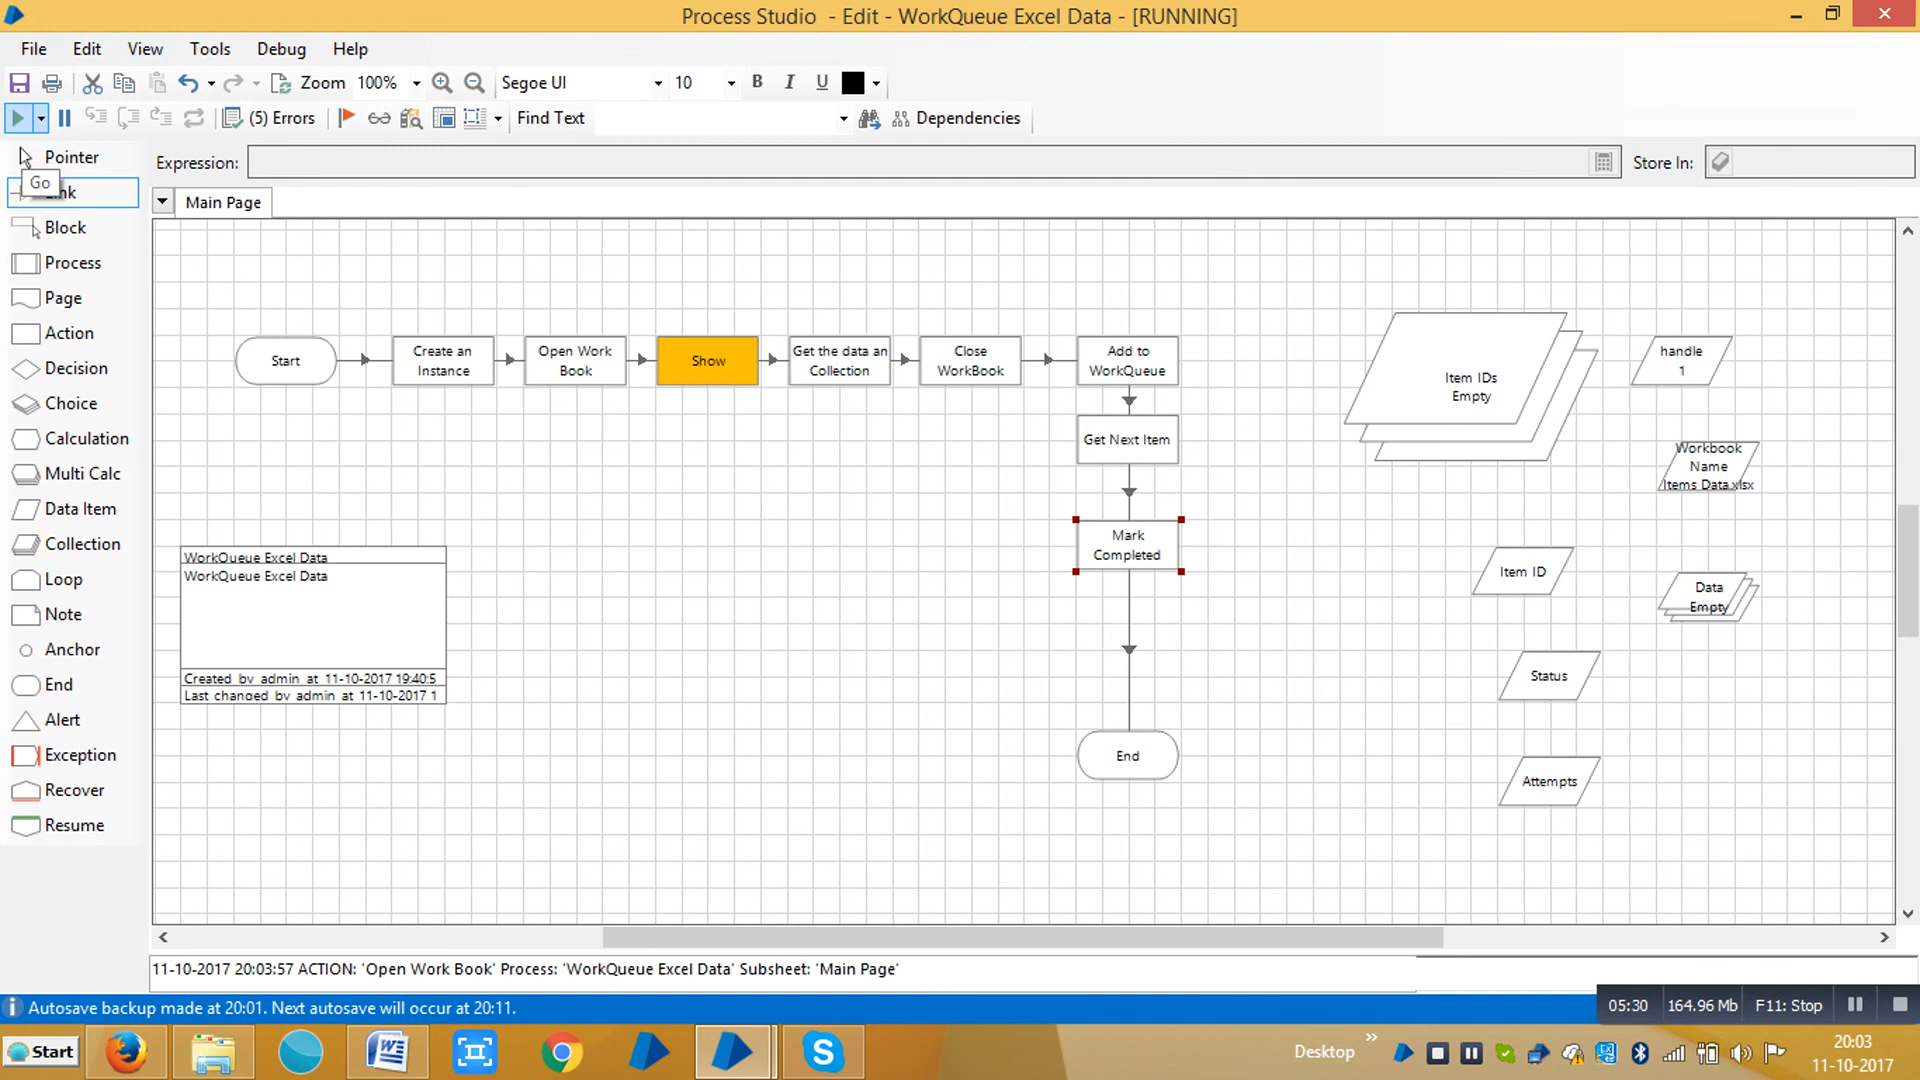 Process Studio - Edit - WorkQueue Excel Data - [RUNNING]
File Edit View Tools Debug Help
Zoom 100% Segoe UI 10 B I U
(5) Errors Find Text Dependencies
Pointer
Go
Block
Process
Page
Action
Decision
Choice
Calculation
Multi Calc
Data Item
Collection
Loop
Note
Anchor
End
Alert
Exception
Recover
Resume
Expression: Store In:
Main Page
Start
Create an
Instance
Open Work
Book
Show
Get the data an
Collection
Close
WorkBook
Add to
WorkQueue
Get Next Item
Mark
Completed
End
Item IDs
Empty
handle
1
Workbook
Name
Items Data.xlsx
Item ID
Data
Empty
Status
Attempts
WorkQueue Excel Data
WorkQueue Excel Data
Created by admin at 11-10-2017 19:40:5
Last changed by admin at 11-10-2017 1
11-10-2017 20:03:57 ACTION: 'Open Work Book' Process: 'WorkQueue Excel Data' Subsheet: 'Main Page'
Autosave backup made at 20:01. Next autosave will occur at 20:11.
05:30 164.96 Mb F11: Stop
Start
Desktop
20:03
11-10-2017